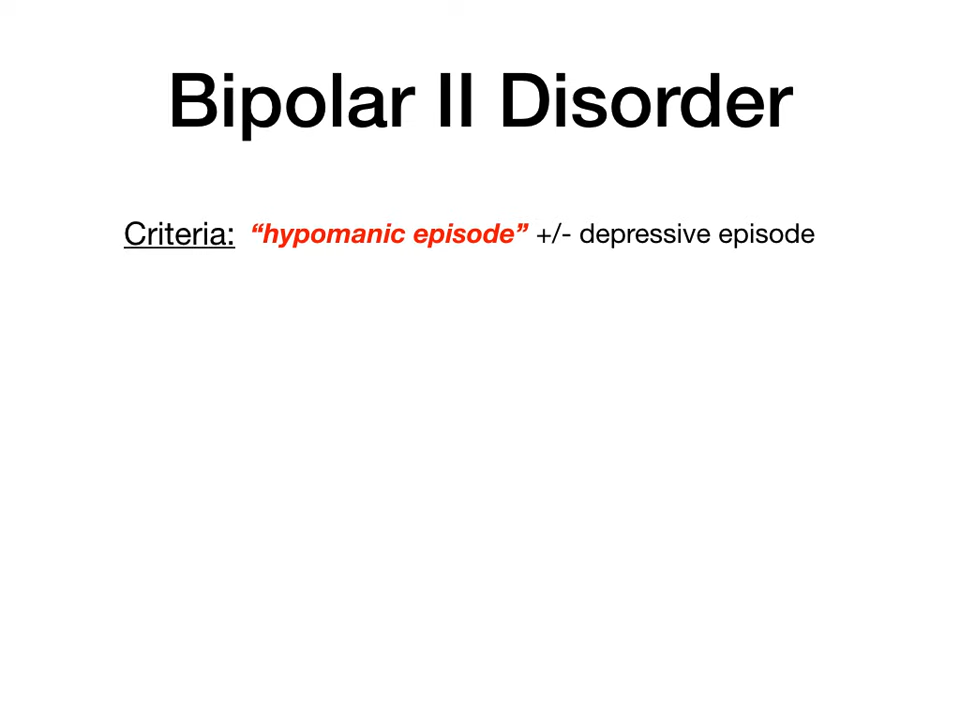 Bipolar II Disorder
Criteria: “hypomanic episode” +/- depressive episode